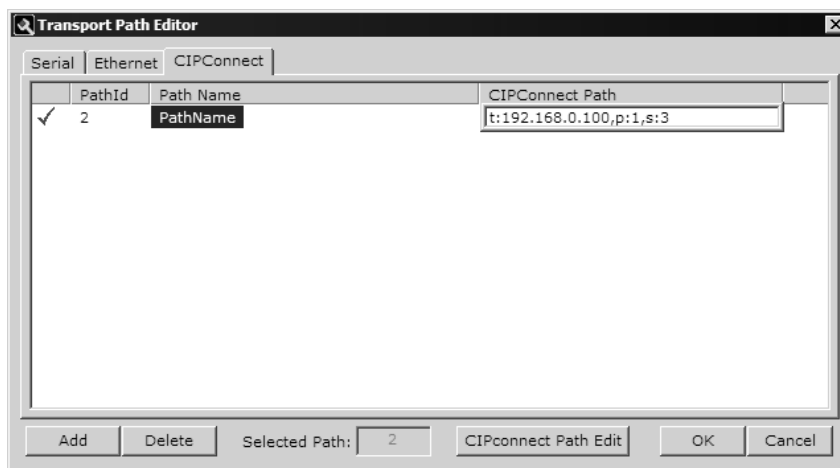 Transport Path Editor
Serial Ethernet CIPConnect
PathId Path Name CIPConnect Path
2 PathName t:192.168.0.100,p:1,s:3
Add Delete Selected Path: 2 CIPconnect Path Edit OK Cancel